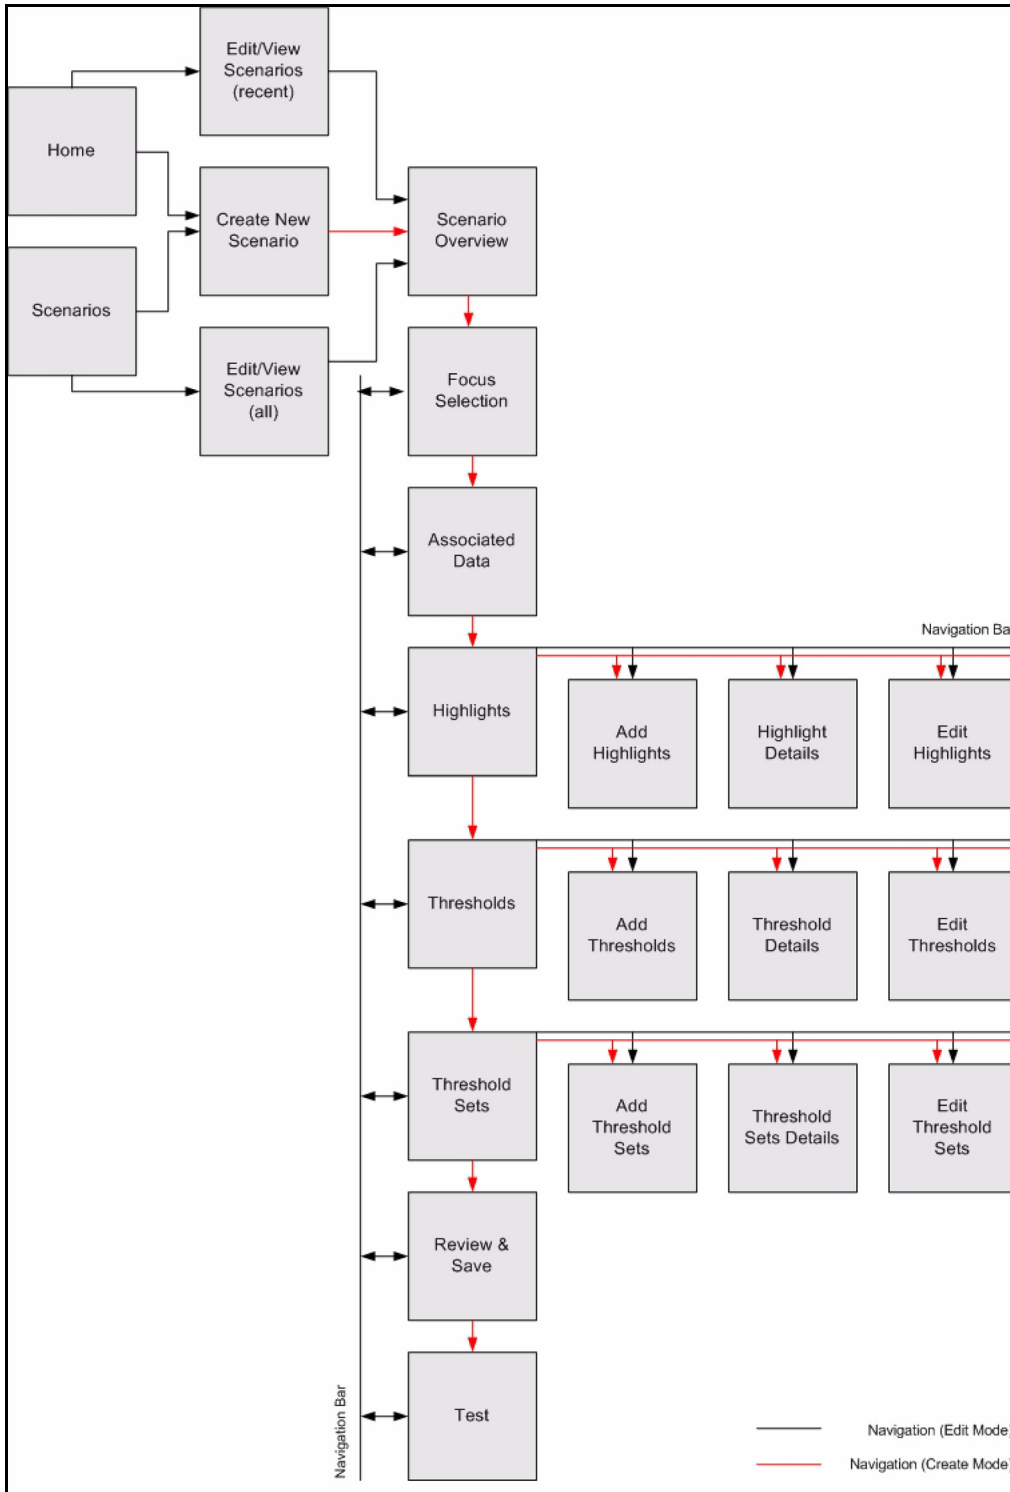 Edit/View
Scenarios
(recent)
Home
Create New
Scenario
Scenario
Overview
Scenarios
Edit/View
Scenarios
(all)
Focus
Selection
Associated
Data
Navigation Ba
Highlights
Add
Highlights
Highlight
Details
Edit
Highlights
Thresholds
Add
Thresholds
Threshold
Details
Edit
Thresholds
Threshold
Sets
Add
Threshold
Sets
Threshold
Sets Details
Edit
Threshold
Sets
Review &
Save
Test
Navigation Bar
Navigation (Edit Mode)
Navigation (Create Mode)